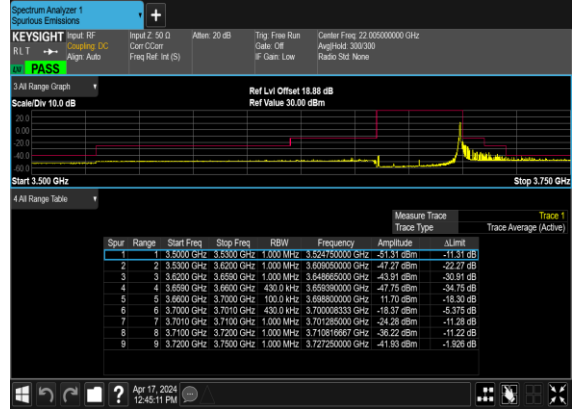 Spectrum Analyzer 1
Spurious Emissions
KEYSIGHT Input: RF Input Z: 50 Ω Atten: 20 dB Trig: Free Run Center Freq: 22.005000000 GHz
RLT Coupling: DC Corr CCorr Gate: Off Avg|Hold: 300/300
Align: Auto Freq Ref: Int (S) IF Gain: Low Radio Std: None
PASS
3 All Range Graph
Ref Lvl Offset 18.88 dB
Scale/Div 10.0 dB Ref Value 30.00 dBm
20.0
0.00
-20.0
-40.0
-60.0
Start 3.500 GHz Stop 3.750 GHz
4 All Range Table
Measure Trace Trace 1
Trace Type Trace Average (Active)
Spur Range Start Freq Stop Freq RBW Frequency Amplitude ΔLimit
1 1 3.5000 GHz 3.5300 GHz 1.000 MHz 3.524750000 GHz -51.31 dBm -11.31 dB
2 2 3.5300 GHz 3.6200 GHz 1.000 MHz 3.609050000 GHz -47.27 dBm -22.27 dB
3 3 3.6200 GHz 3.6590 GHz 1.000 MHz 3.648665000 GHz -43.91 dBm -30.91 dB
4 4 3.6590 GHz 3.6600 GHz 430.0 kHz 3.659390000 GHz -47.75 dBm -34.75 dB
5 5 3.6600 GHz 3.7000 GHz 100.0 kHz 3.698800000 GHz 11.70 dBm -18.30 dB
6 6 3.7000 GHz 3.7010 GHz 430.0 kHz 3.700008333 GHz -18.37 dBm -5.375 dB
7 7 3.7010 GHz 3.7100 GHz 1.000 MHz 3.701285000 GHz -24.28 dBm -11.28 dB
8 8 3.7100 GHz 3.7200 GHz 1.000 MHz 3.710816667 GHz -36.22 dBm -11.22 dB
9 9 3.7200 GHz 3.7500 GHz 1.000 MHz 3.727250000 GHz -41.93 dBm -1.926 dB
Apr 17, 2024
12:45:11 PM